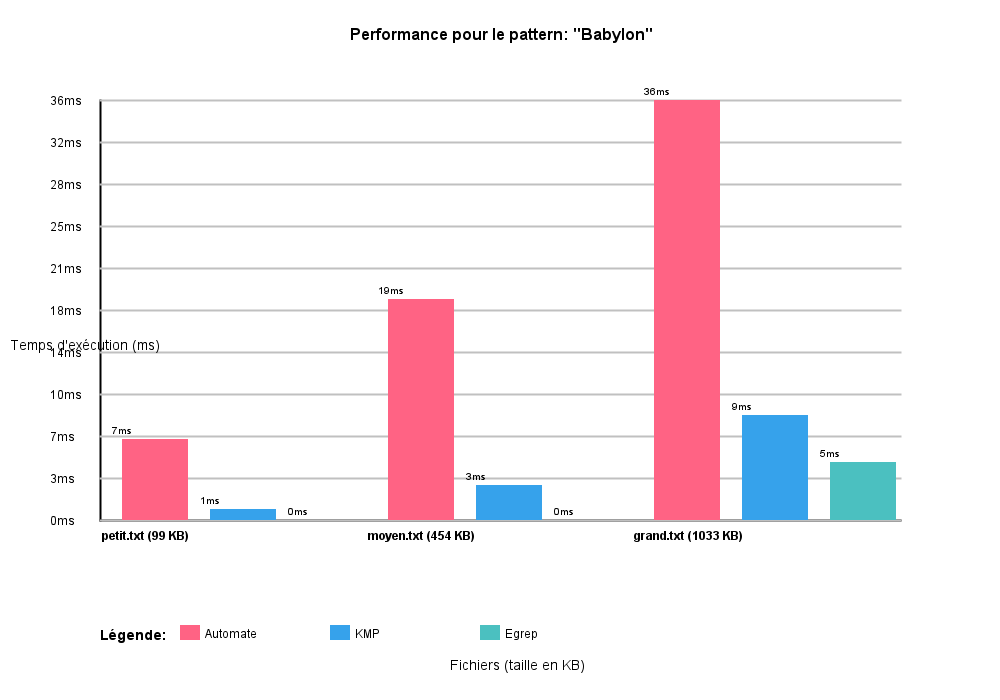 Performance pour le pattern: "Babylon"
36ms
36ms
32ms
28ms
25ms
21ms
19ms
18ms
Temps d'exécution (ms)
14ms
10ms
9ms
7ms
7ms
5ms
3ms
3ms
1ms
0ms
0ms
0ms
petit.txt (99 KB) moyen.txt (454 KB) grand.txt (1033 KB)
Légende: Automate KMP Egrep
Fichiers (taille en KB)